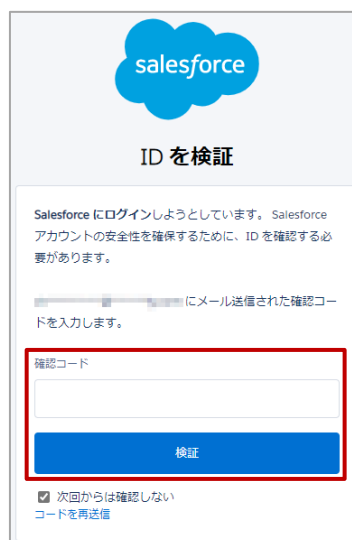 salesforce
ID を検証
Salesforce にログインしようとしています。 Salesforce
アカウントの安全性を確保するために、ID を確認する必
要があります。
にメール送信された確認コー
ドを入力します。
確認コード
検証
次回からは確認しない
コードを再送信